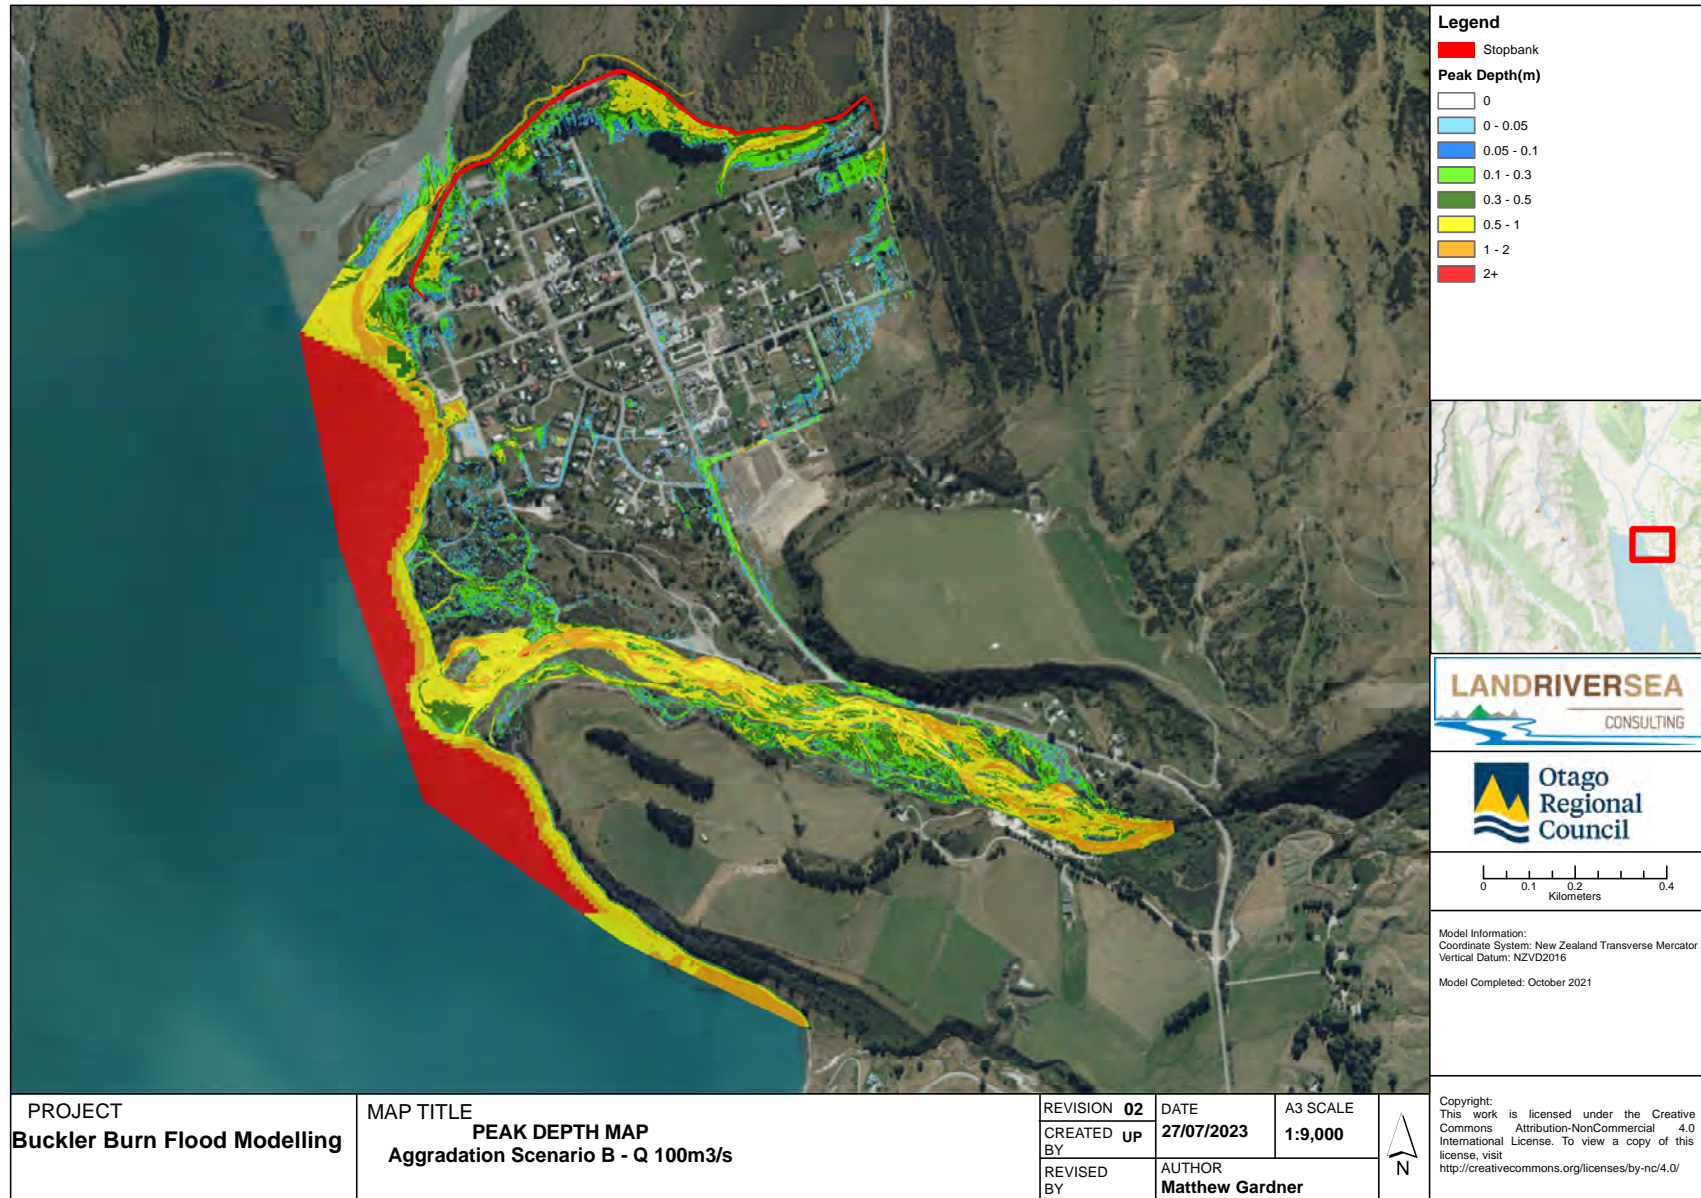 Legend
Stopbank
Peak Depth(m)
0
0 - 0.05
0.05 - 0.1
0.1 - 0.3
0.3 - 0.5
0.5 - 1
1 - 2
2+
LANDRIVERSEA
CONSULTING
Otago
Regional
Council
0 0.1 0.2 0.4
Kilometers
Model Information:
Coordinate System: New Zealand Transverse Mercator
Vertical Datum: NZVD2016
Model Completed: October 2021
Copyright:
This work is licensed under the Creative
Commons Attribution-NonCommercial 4.0
International License. To view a copy of this
license, visit
http://creativecommons.org/licenses/by-nc/4.0/
PROJECT
Buckler Burn Flood Modelling
MAP TITLE
PEAK DEPTH MAP
Aggradation Scenario B - Q 100m3/s
REVISION 02
CREATED BY UP
REVISED BY
DATE
27/07/2023
A3 SCALE
1:9,000
AUTHOR
Matthew Gardner
N